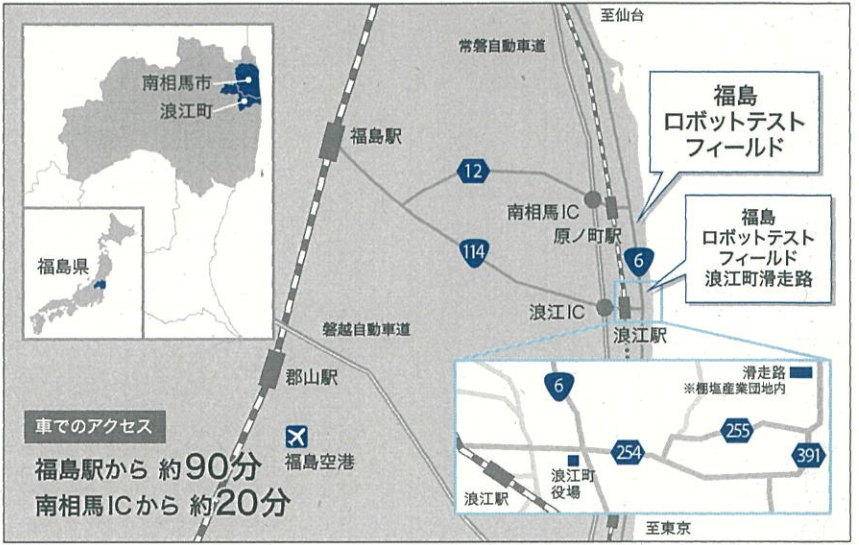 至仙台
常磐自動車道
南相馬市
浪江町
福島県
福島駅
12
114
南相馬IC
原ノ町駅
福島
ロボットテスト
フィールド
6
福島
ロボットテスト
フィールド
浪江町滑走路
浪江IC
浪江駅
磐越自動車道
郡山駅
福島空港
車でのアクセス
福島駅から 約90分
南相馬ICから 約20分
滑走路
※棚塩産業団地内
6
255
254
391
浪江町
役場
浪江駅
至東京